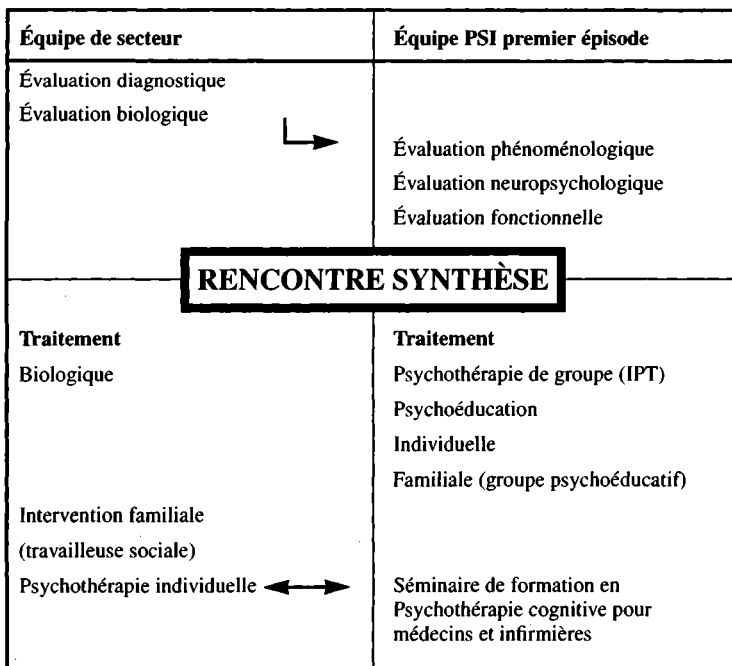 Équipe de secteur
Équipe PSI premier épisode
Évaluation diagnostique
Évaluation biologique
Évaluation phénoménologique
Évaluation neuropsychologique
Évaluation fonctionnelle
RENCONTRE SYNTHÈSE
Traitement
Biologique
Intervention familiale
(travailleuse sociale)
Psychothérapie individuelle
Traitement
Psychothérapie de groupe (IPT)
Psychoéducation
Individuelle
Familiale (groupe psychoéducatif)
Séminaire de formation en
Psychothérapie cognitive pour
médecins et infirmières